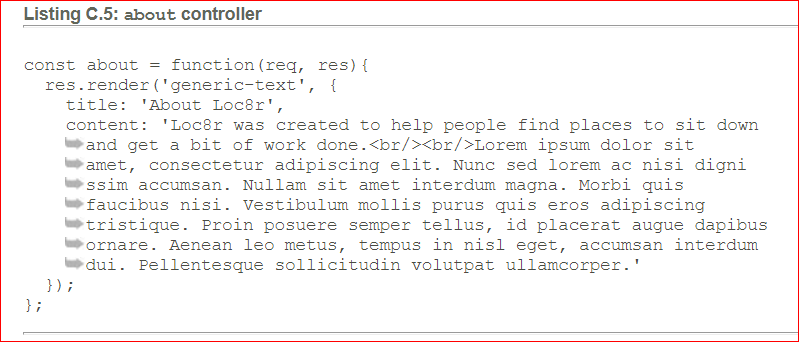 Listing C.5: about controller
const about = function(req, res){
  res.render('generic-text', {
    title: 'About Loc8r',
    content: 'Loc8r was created to help people find places to sit down
    ➥and get a bit of work done.<br/><br/>Lorem ipsum dolor sit
    ➥amet, consectetur adipiscing elit. Nunc sed lorem ac nisi digni
    ➥ssim accumsan. Nullam sit amet interdum magna. Morbi quis
    ➥faucibus nisi. Vestibulum mollis purus quis eros adipiscing
    ➥tristique. Proin posuere semper tellus, id placerat augue dapibus
    ➥ornare. Aenean leo metus, tempus in nisl eget, accumsan interdum
    ➥dui. Pellentesque sollicitudin volutpat ullamcorper.'
  });
};